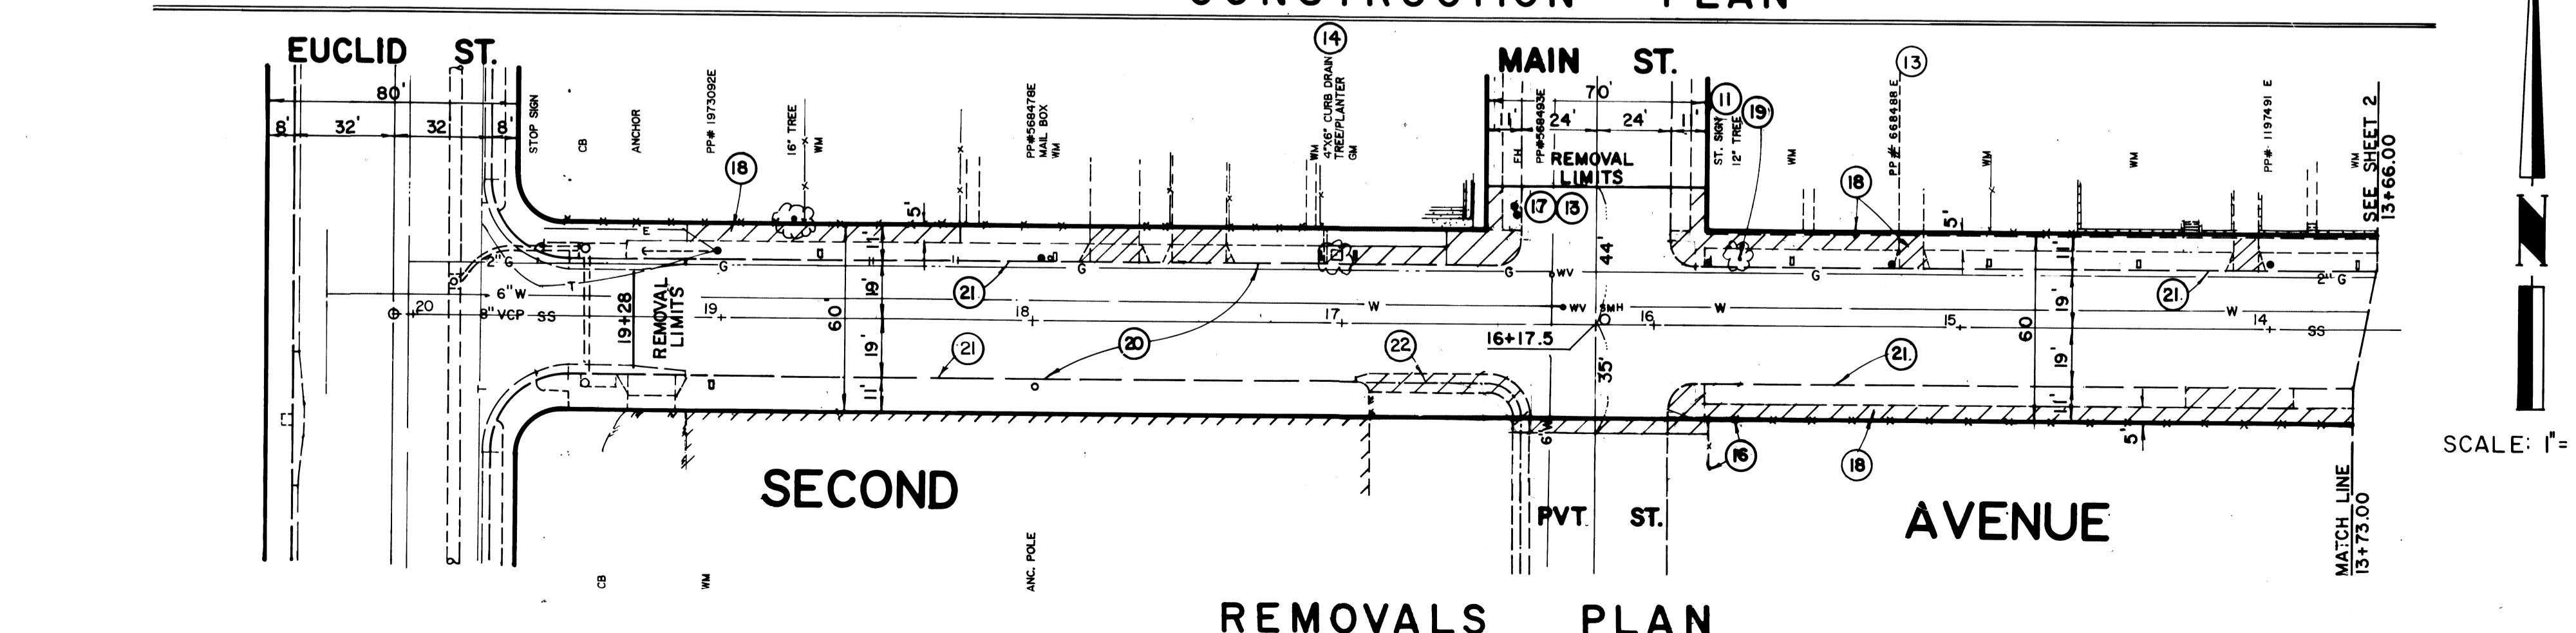 CONSTRUCTION PLAN
EUCLID ST.
MAIN ST.
14
13
80'
8'
32'
32
8'
STOP SIGN
CB
ANCHOR
PP# 1973092E
16" TREE
WM
PP#568478E
MAIL BOX
WM
WM
4"X6" CURB DRAIN
TREE/PLANTER
GM
FH
PP#568493E
70'
24'
24'
11
19
ST. SIGN
12" TREE
WM
PP# 668488 E
WM
WM
PP# 1197491 E
WM
SEE SHEET 2
13+66.00
REMOVAL
LIMITS
18
18
17
13
5'
5'
E
11'
11'
2" G
G
G
G
G
2" G
T
6" W
W
W
W
WV
WV
SMH
44'
20
8" VCP SS
19
18
17
16
15
14
SS
19+28
REMOVAL
LIMITS
60'
19'
19'
11'
21
21
20
22
16+17.5
35'
21
21
60
19'
19'
11'
6" W
5'
16
18
SECOND
AVENUE
PVT ST.
CB
WM
ANC. POLE
MATCH LINE
13+73.00
N
SCALE: 1"=
REMOVALS PLAN